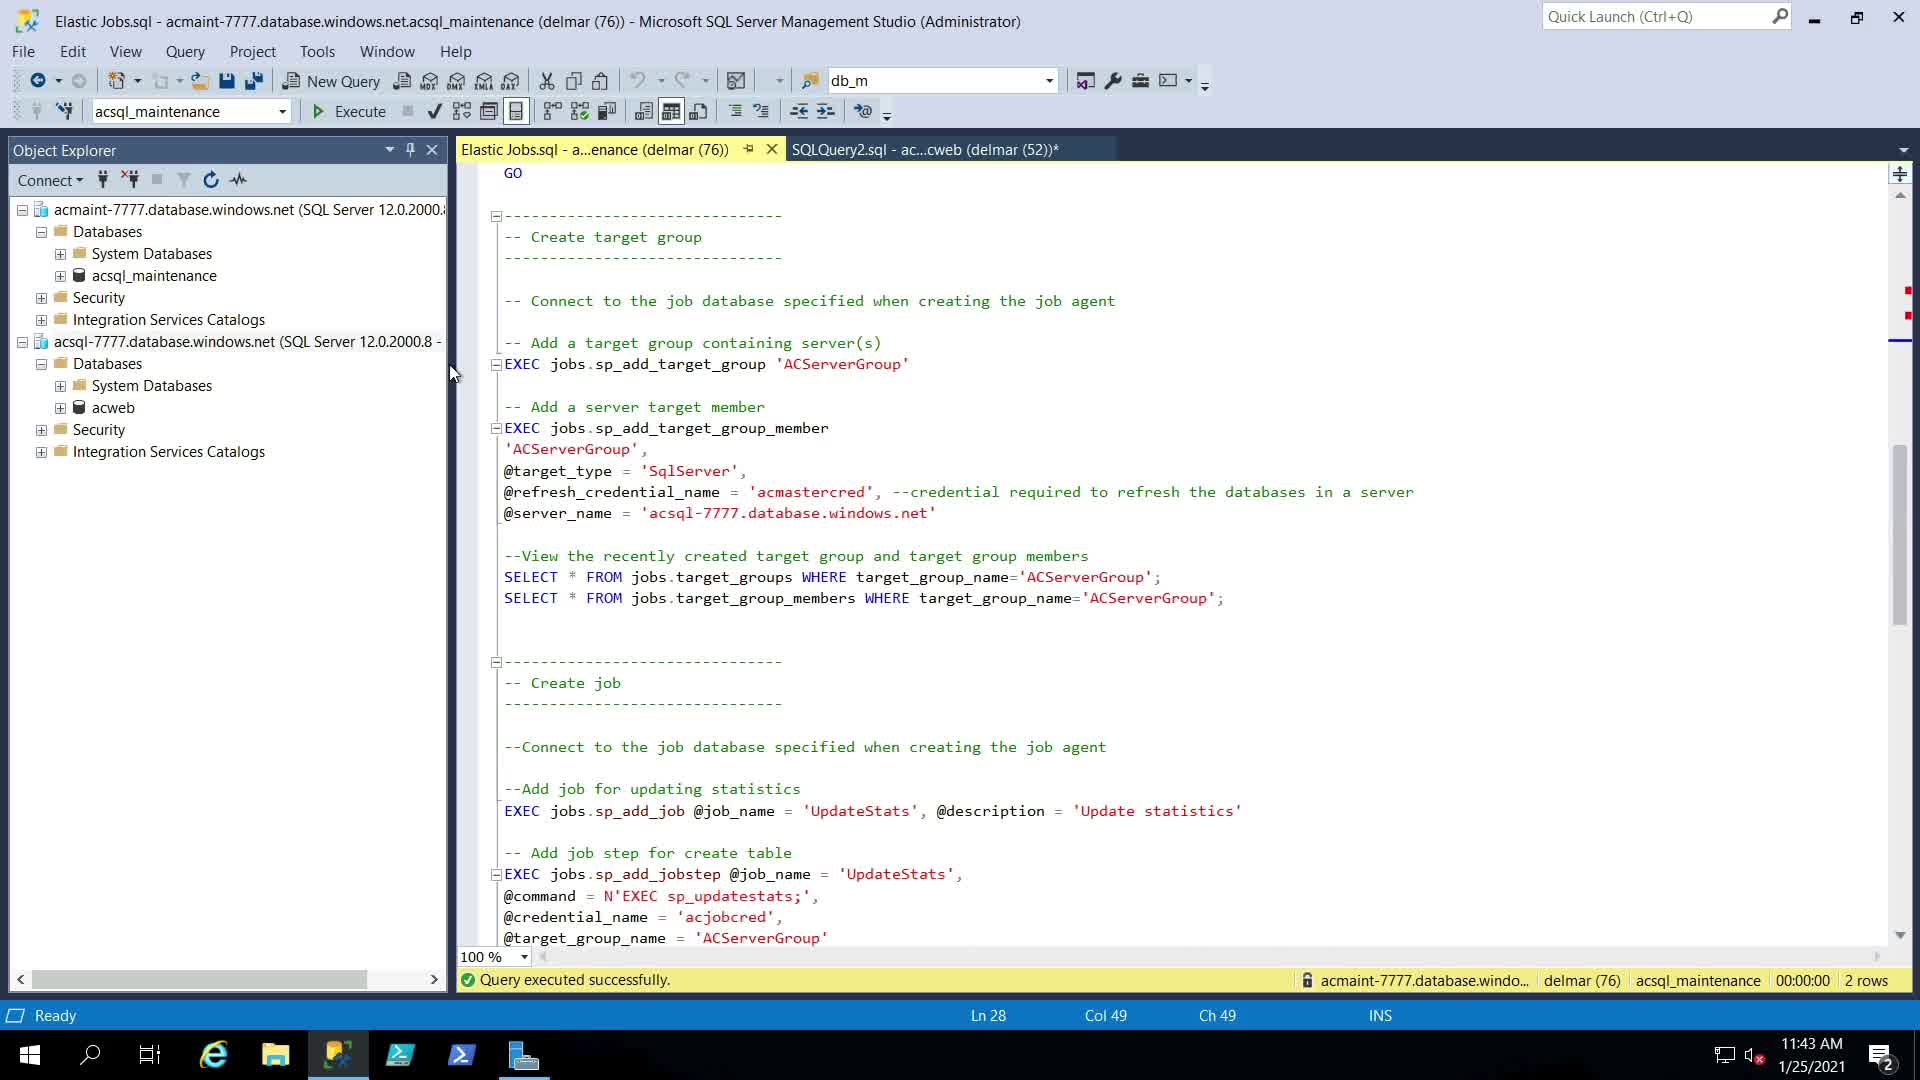 Elastic Jobs.sql - acmaint-7777.database.windows.net.acsql_maintenance (delmar (76)) - Microsoft SQL Server Management Studio (Administrator)
Quick Launch (Ctrl+Q)
File Edit View Query Project Tools Window Help
New Query
MDX DMX XMLA DAX
db_m
acsql_maintenance
Execute
Object Explorer
Elastic Jobs.sql - a...enance (delmar (76))
SQLQuery2.sql - ac...cweb (delmar (52))*
Connect
acmaint-7777.database.windows.net (SQL Server 12.0.2000.
Databases
System Databases
acsql_maintenance
Security
Integration Services Catalogs
acsql-7777.database.windows.net (SQL Server 12.0.2000.8 -
Databases
System Databases
acweb
Security
Integration Services Catalogs
GO
-------------------------------
-- Create target group
-------------------------------
-- Connect to the job database specified when creating the job agent
-- Add a target group containing server(s)
EXEC jobs.sp_add_target_group 'ACServerGroup'
-- Add a server target member
EXEC jobs.sp_add_target_group_member
'ACServerGroup',
@target_type = 'SqlServer',
@refresh_credential_name = 'acmastercred', --credential required to refresh the databases in a server
@server_name = 'acsql-7777.database.windows.net'
--View the recently created target group and target group members
SELECT * FROM jobs.target_groups WHERE target_group_name='ACServerGroup';
SELECT * FROM jobs.target_group_members WHERE target_group_name='ACServerGroup';
-------------------------------
-- Create job
-------------------------------
--Connect to the job database specified when creating the job agent
--Add job for updating statistics
EXEC jobs.sp_add_job @job_name = 'UpdateStats', @description = 'Update statistics'
-- Add job step for create table
EXEC jobs.sp_add_jobstep @job_name = 'UpdateStats',
@command = N'EXEC sp_updatestats;',
@credential_name = 'acjobcred',
@target_group_name = 'ACServerGroup'
100 %
Query executed successfully.
acmaint-7777.database.windo...
delmar (76)
acsql_maintenance
00:00:00
2 rows
Ready
Ln 28
Col 49
Ch 49
INS
11:43 AM
1/25/2021
2